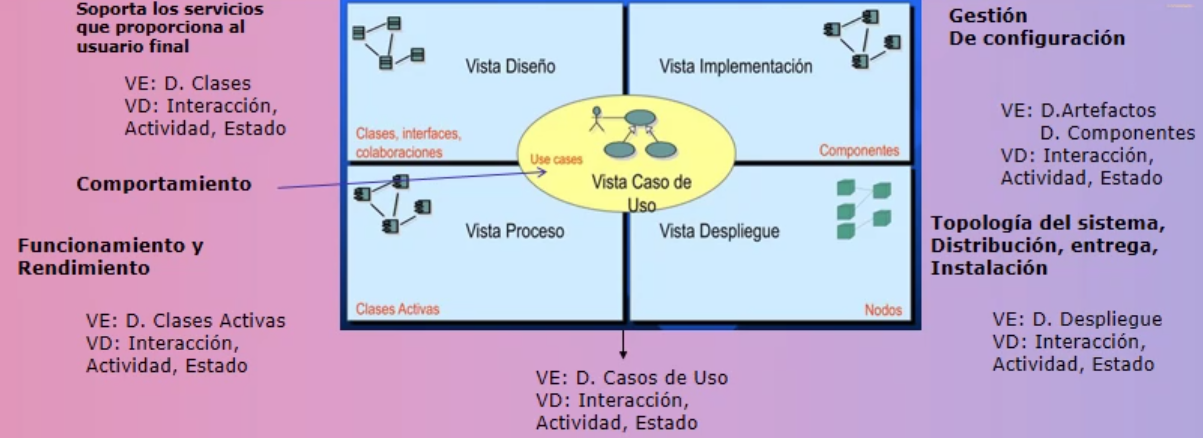 Soporta los servicios
que proporciona al
usuario final
VE: D. Clases
VD: Interacción,
Actividad, Estado
Comportamiento
Funcionamiento y
Rendimiento
VE: D. Clases Activas
VD: Interacción,
Actividad, Estado
Vista Diseño
Clases, interfaces,
colaboraciones
Vista Implementación
Componentes
Use cases
Vista Caso de
Uso
Vista Proceso
Clases Activas
Vista Despliegue
Nodos
VE: D. Casos de Uso
VD: Interacción,
Actividad, Estado
Gestión
De configuración
VE: D.Artefactos
D. Componentes
VD: Interacción,
Actividad, Estado
Topología del sistema,
Distribución, entrega,
Instalación
VE: D. Despliegue
VD: Interacción,
Actividad, Estado